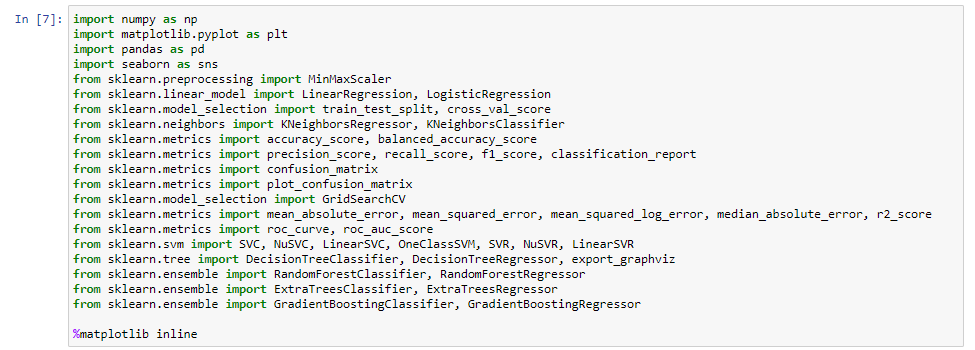 In [7]: import numpy as np
import matplotlib.pyplot as plt
import pandas as pd
import seaborn as sns
from sklearn.preprocessing import MinMaxScaler
from sklearn.linear_model import LinearRegression, LogisticRegression
from sklearn.model_selection import train_test_split, cross_val_score
from sklearn.neighbors import KNeighborsRegressor, KNeighborsClassifier
from sklearn.metrics import accuracy_score, balanced_accuracy_score
from sklearn.metrics import precision_score, recall_score, f1_score, classification_report
from sklearn.metrics import confusion_matrix
from sklearn.metrics import plot_confusion_matrix
from sklearn.model_selection import GridSearchCV
from sklearn.metrics import mean_absolute_error, mean_squared_error, mean_squared_log_error, median_absolute_error, r2_score
from sklearn.metrics import roc_curve, roc_auc_score
from sklearn.svm import SVC, NuSVC, LinearSVC, OneClassSVM, SVR, NuSVR, LinearSVR
from sklearn.tree import DecisionTreeClassifier, DecisionTreeRegressor, export_graphviz
from sklearn.ensemble import RandomForestClassifier, RandomForestRegressor
from sklearn.ensemble import ExtraTreesClassifier, ExtraTreesRegressor
from sklearn.ensemble import GradientBoostingClassifier, GradientBoostingRegressor
%matplotlib inline